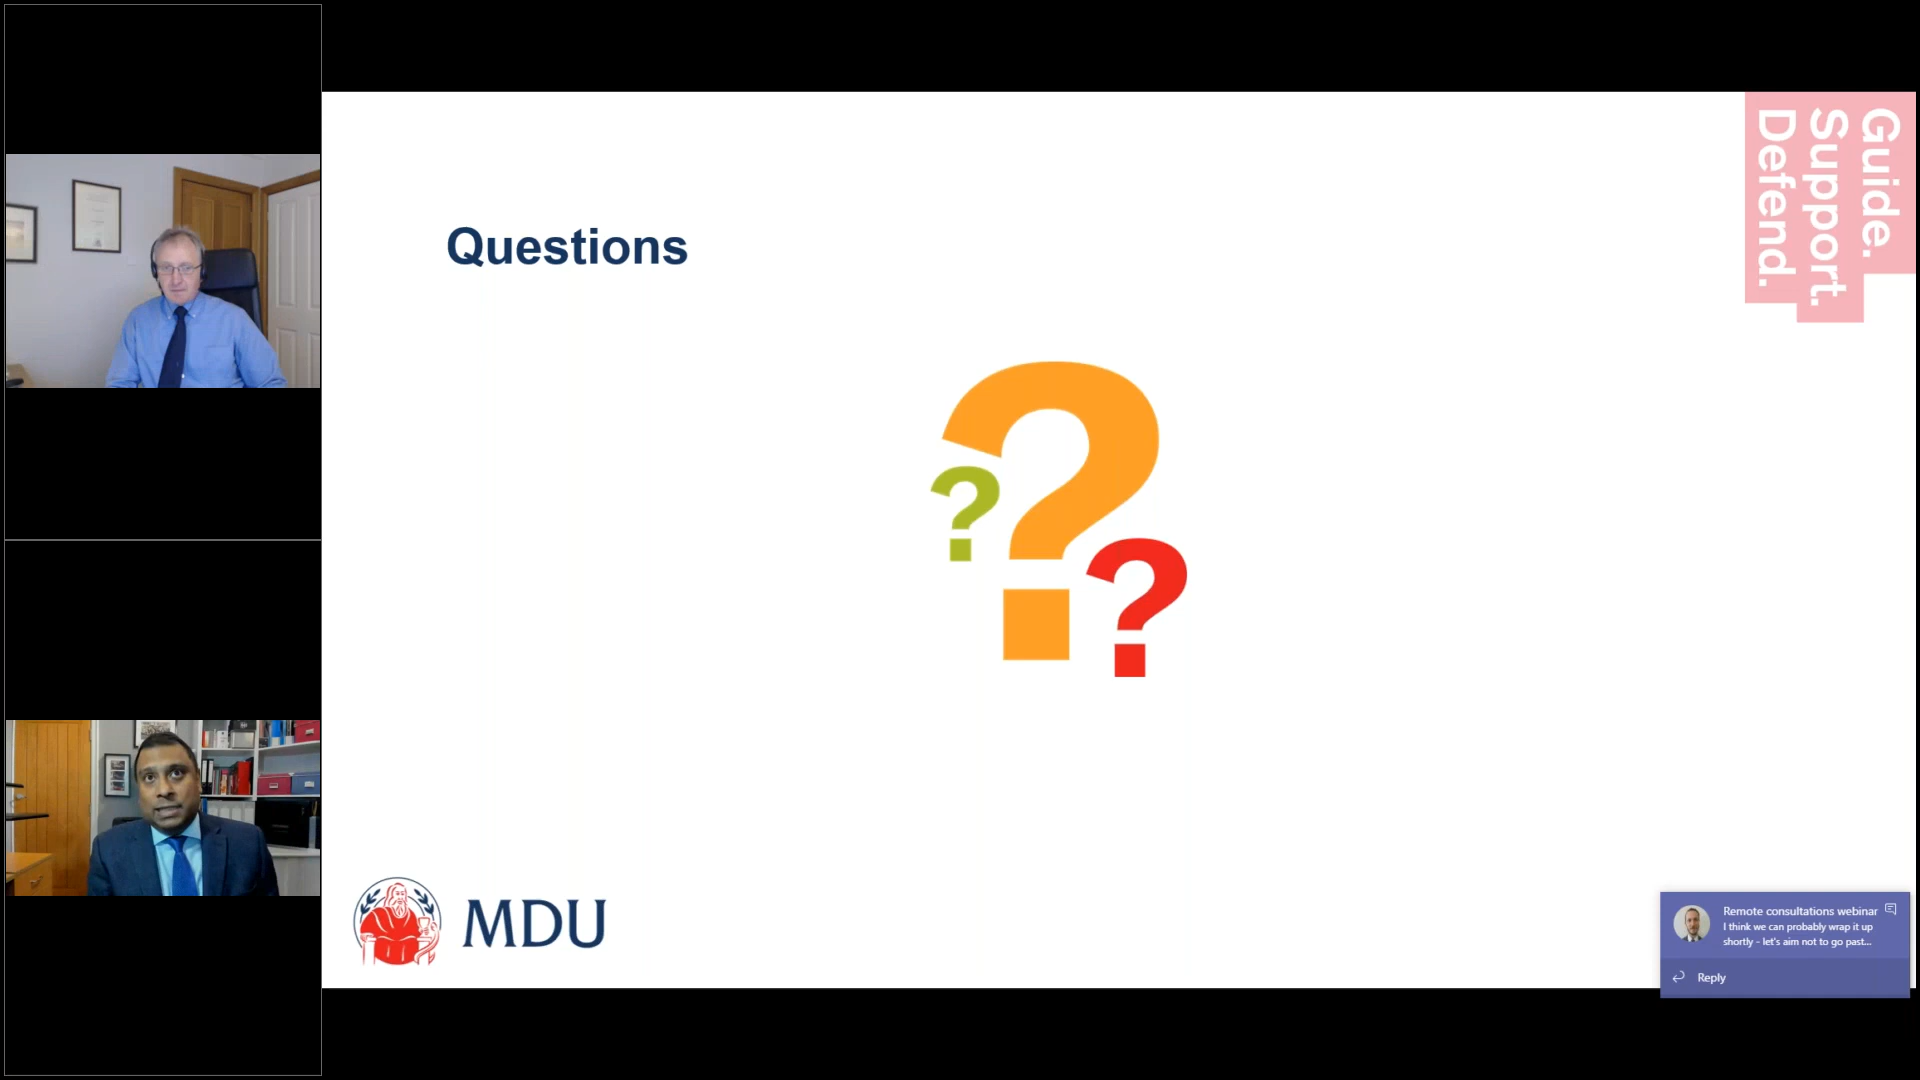 Guide.
Support.
Defend.
Questions
? ? ?
MDU
Remote consultations webinar
I think we can probably wrap it up
shortly - let's aim not to go past...
Reply